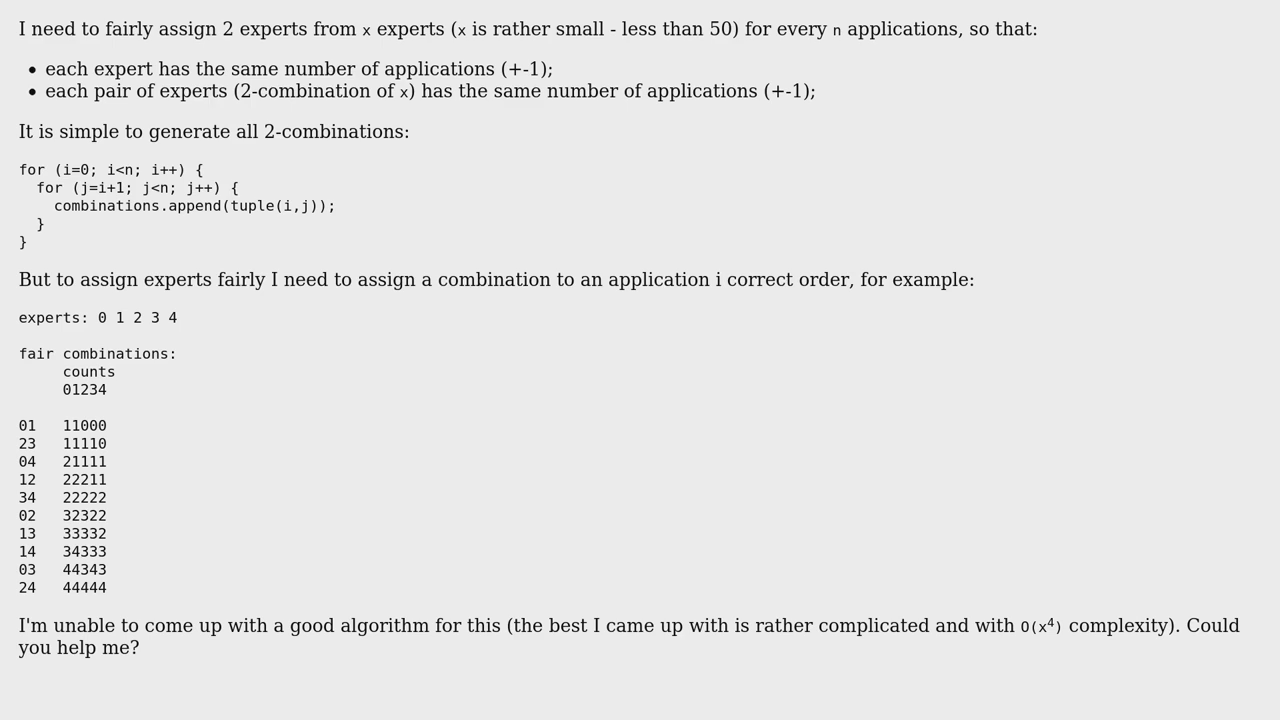 I need to fairly assign 2 experts from x experts (x is rather small - less than 50) for every n applications, so that:
• each expert has the same number of applications (+-1);
• each pair of experts (2-combination of x) has the same number of applications (+-1);
It is simple to generate all 2-combinations:
for (i=0; i<n; i++) {
  for (j=i+1; j<n; j++) {
    combinations.append(tuple(i,j));
  }
}
But to assign experts fairly I need to assign a combination to an application i correct order, for example:
experts: 0 1 2 3 4
fair combinations:
     counts
     01234
01   11000
23   11110
04   21111
12   22211
34   22222
02   32322
13   33332
14   34333
03   44343
24   44444
I'm unable to come up with a good algorithm for this (the best I came up with is rather complicated and with O(x⁴) complexity). Could
you help me?